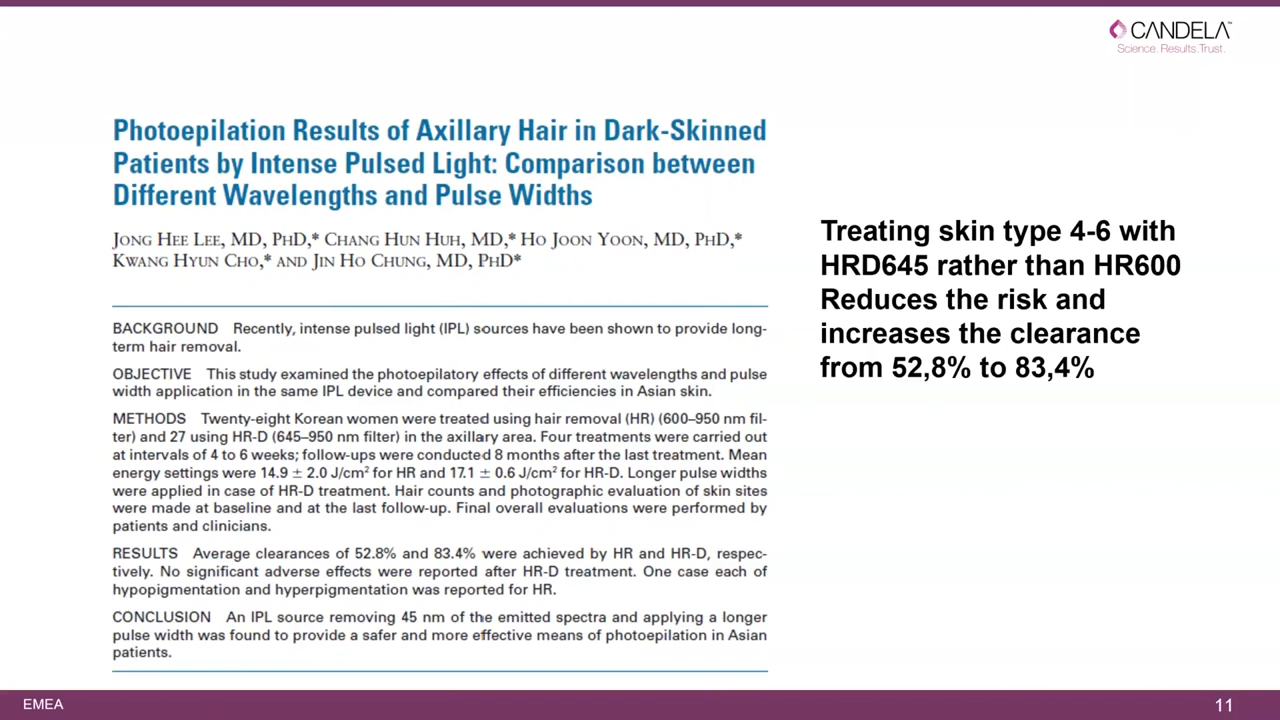 CANDELA™
Science. Results.Trust.
Photoepilation Results of Axillary Hair in Dark-Skinned
Patients by Intense Pulsed Light: Comparison between
Different Wavelengths and Pulse Widths
JONG HEE LEE, MD, PHD,* CHANG HUN HUH, MD,* HO JOON YOON, MD, PHD,*
KWANG HYUN CHO,* AND JIN HO CHUNG, MD, PHD*
BACKGROUND Recently, intense pulsed light (IPL) sources have been shown to provide long-
term hair removal.
OBJECTIVE This study examined the photoepilatory effects of different wavelengths and pulse
width application in the same IPL device and compared their efficiencies in Asian skin.
METHODS Twenty-eight Korean women were treated using hair removal (HR) (600–950 nm fil-
ter) and 27 using HR-D (645–950 nm filter) in the axillary area. Four treatments were carried out
at intervals of 4 to 6 weeks; follow-ups were conducted 8 months after the last treatment. Mean
energy settings were 14.9 ± 2.0 J/cm² for HR and 17.1 ± 0.6 J/cm² for HR-D. Longer pulse widths
were applied in case of HR-D treatment. Hair counts and photographic evaluation of skin sites
were made at baseline and at the last follow-up. Final overall evaluations were performed by
patients and clinicians.
RESULTS Average clearances of 52.8% and 83.4% were achieved by HR and HR-D, respec-
tively. No significant adverse effects were reported after HR-D treatment. One case each of
hypopigmentation and hyperpigmentation was reported for HR.
CONCLUSION An IPL source removing 45 nm of the emitted spectra and applying a longer
pulse width was found to provide a safer and more effective means of photoepilation in Asian
patients.
Treating skin type 4-6 with
HRD645 rather than HR600
Reduces the risk and
increases the clearance
from 52,8% to 83,4%
EMEA
11